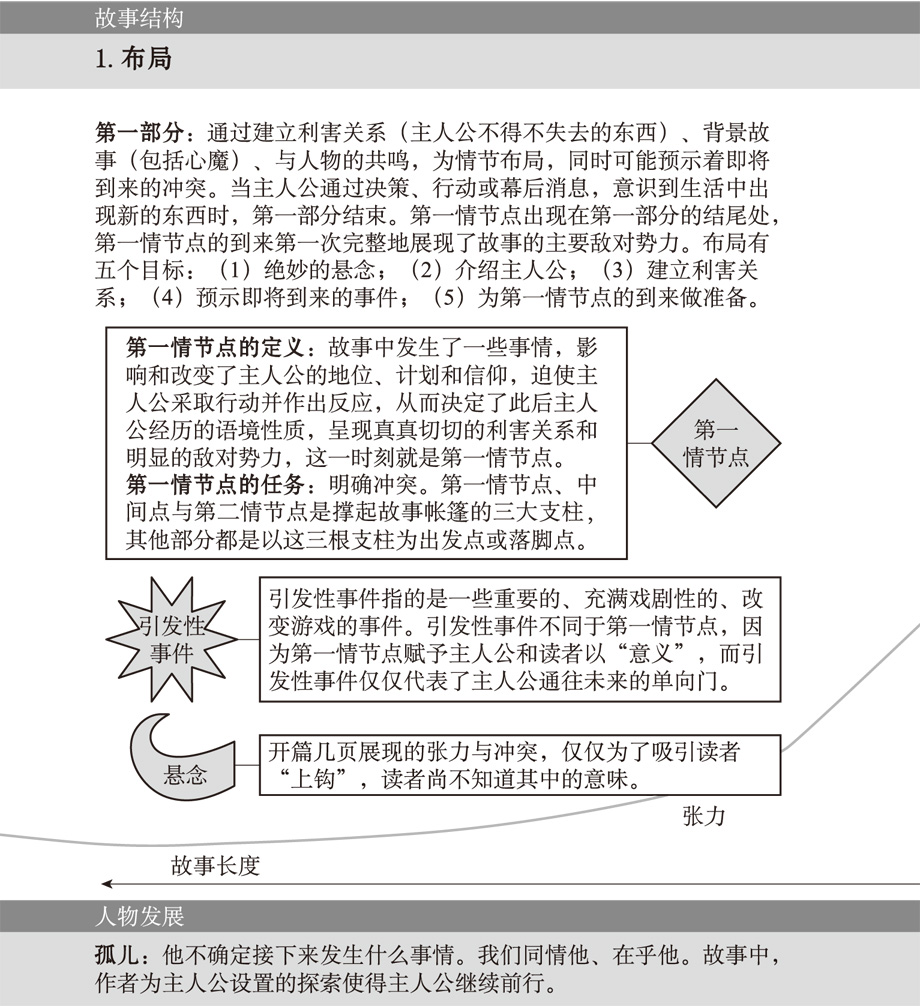 故事结构
1. 布局
第一部分：通过建立利害关系（主人公不得不失去的东西）、背景故
事（包括心魔）、与人物的共鸣，为情节布局，同时可能预示着即将
到来的冲突。当主人公通过决策、行动或幕后消息，意识到生活中出
现新的东西时，第一部分结束。第一情节点出现在第一部分的结尾处，
第一情节点的到来第一次完整地展现了故事的主要敌对势力。布局有
五个目标：（1）绝妙的悬念；（2）介绍主人公；（3）建立利害关
系；（4）预示即将到来的事件；（5）为第一情节点的到来做准备。
第一情节点的定义：故事中发生了一些事情，影
响和改变了主人公的地位、计划和信仰，迫使主
人公采取行动并作出反应，从而决定了此后主人
公经历的语境性质，呈现真真切切的利害关系和
明显的敌对势力，这一时刻就是第一情节点。
第一情节点的任务：明确冲突。第一情节点、中
间点与第二情节点是撑起故事帐篷的三大支柱，
其他部分都是以这三根支柱为出发点或落脚点。
第一
情节点
引发性
事件
引发性事件指的是一些重要的、充满戏剧性的、改
变游戏的事件。引发性事件不同于第一情节点，因
为第一情节点赋予主人公和读者以“意义”，而引
发性事件仅仅代表了主人公通往未来的单向门。
悬念
开篇几页展现的张力与冲突，仅仅为了吸引读者
“上钩”，读者尚不知道其中的意味。
张力
故事长度
人物发展
孤儿：他不确定接下来发生什么事情。我们同情他、在乎他。故事中，
作者为主人公设置的探索使得主人公继续前行。